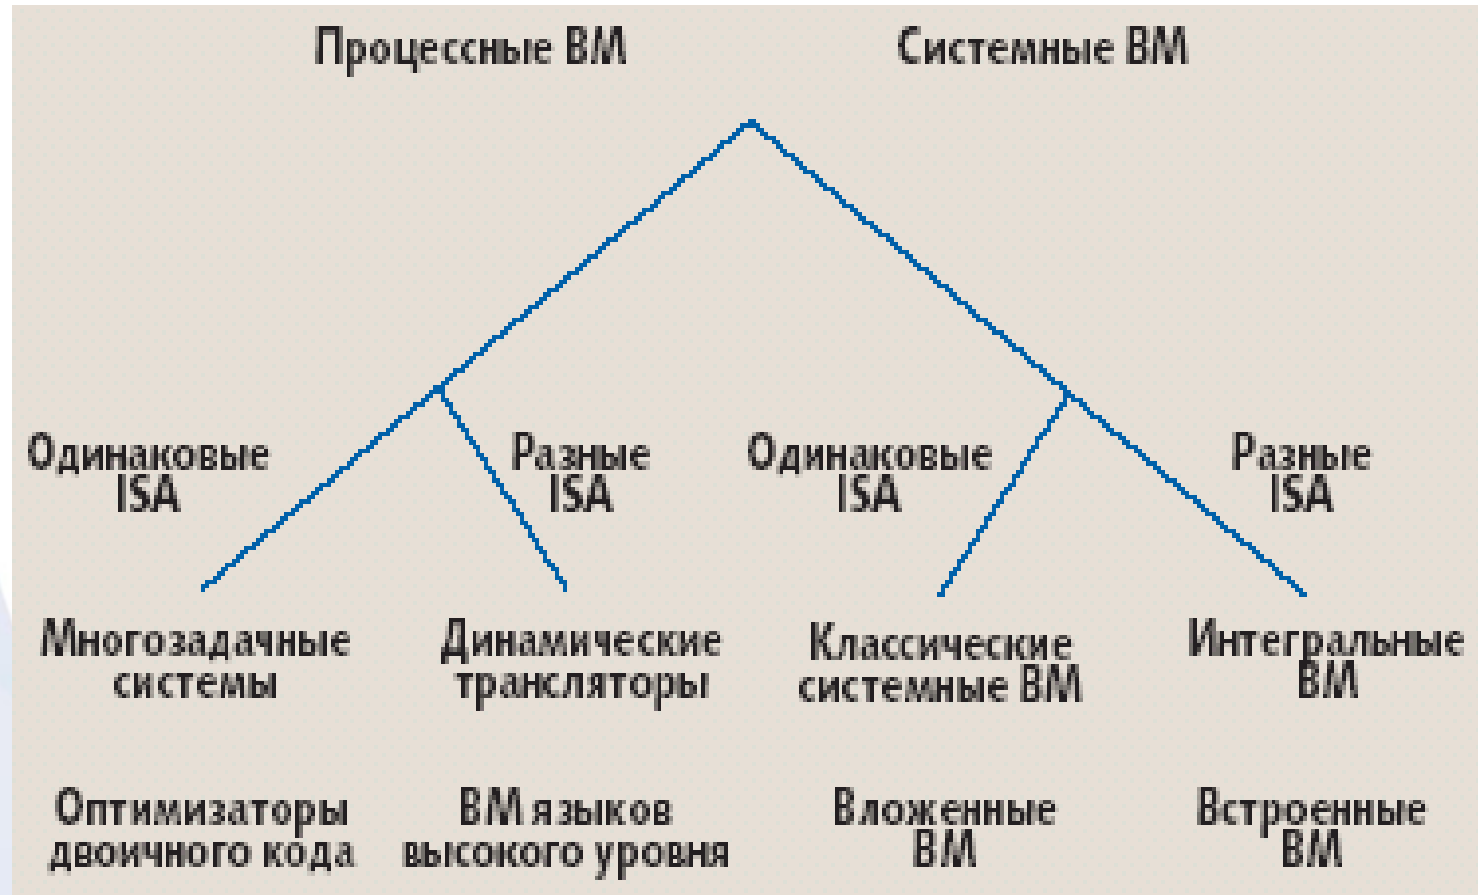 Процессные ВМ
Системные ВМ
Одинаковые
ISA
Разные
ISA
Одинаковые
ISA
Разные
ISA
Многозадачные
системы
Динамические
трансляторы
Классические
системные ВМ
Интегральные
ВМ
Оптимизаторы
двоичного кода
ВМ языков
высокого уровня
Вложенные
ВМ
Встроенные
ВМ